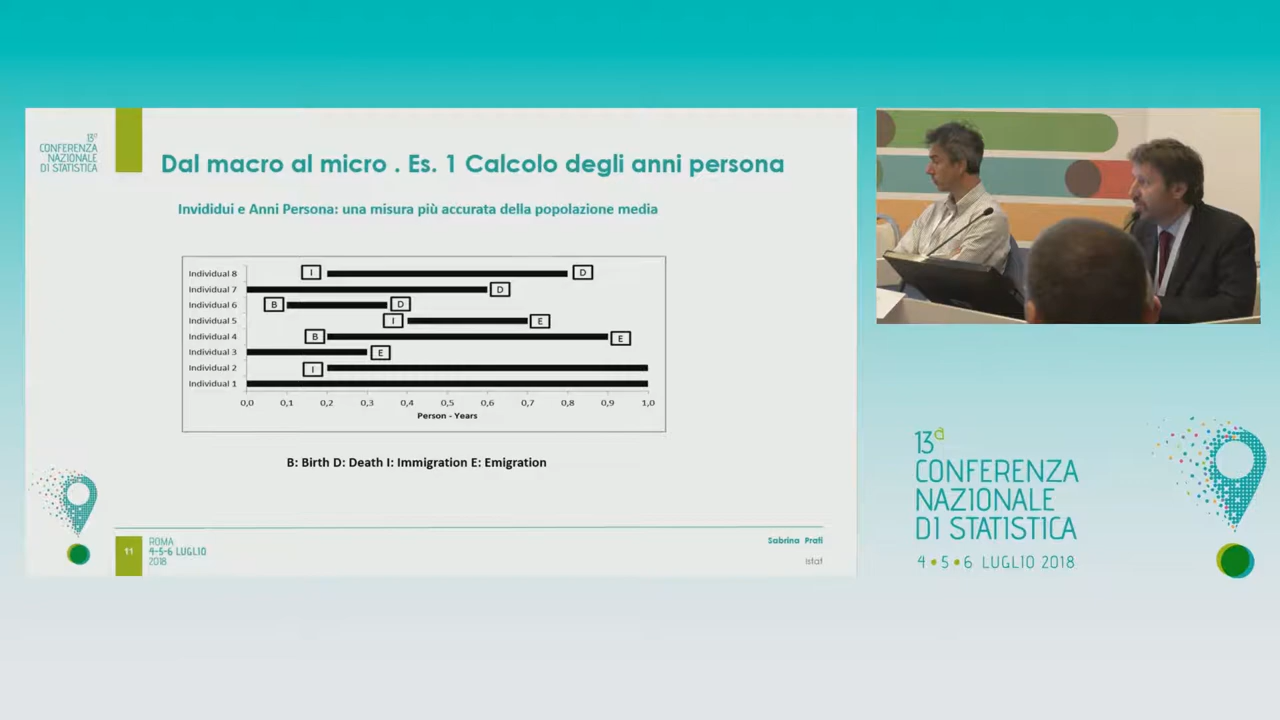 13a
CONFERENZA
NAZIONALE
DI STATISTICA
Dal macro al micro . Es. 1 Calcolo degli anni persona
Invididui e Anni Persona: una misura più accurata della popolazione media
Individual 8 I D
Individual 7 D
Individual 6 B D
Individual 5 I E
Individual 4 B E
Individual 3 E
Individual 2 I
Individual 1
0,0 0,1 0,2 0,3 0,4 0,5 0,6 0,7 0,8 0,9 1,0
Person - Years
B: Birth D: Death I: Immigration E: Emigration
11
ROMA
4-5-6 LUGLIO
2018
Sabrina Prati
Istat
13a
CONFERENZA
NAZIONALE
DI STATISTICA
4 • 5 • 6 LUGLIO 2018